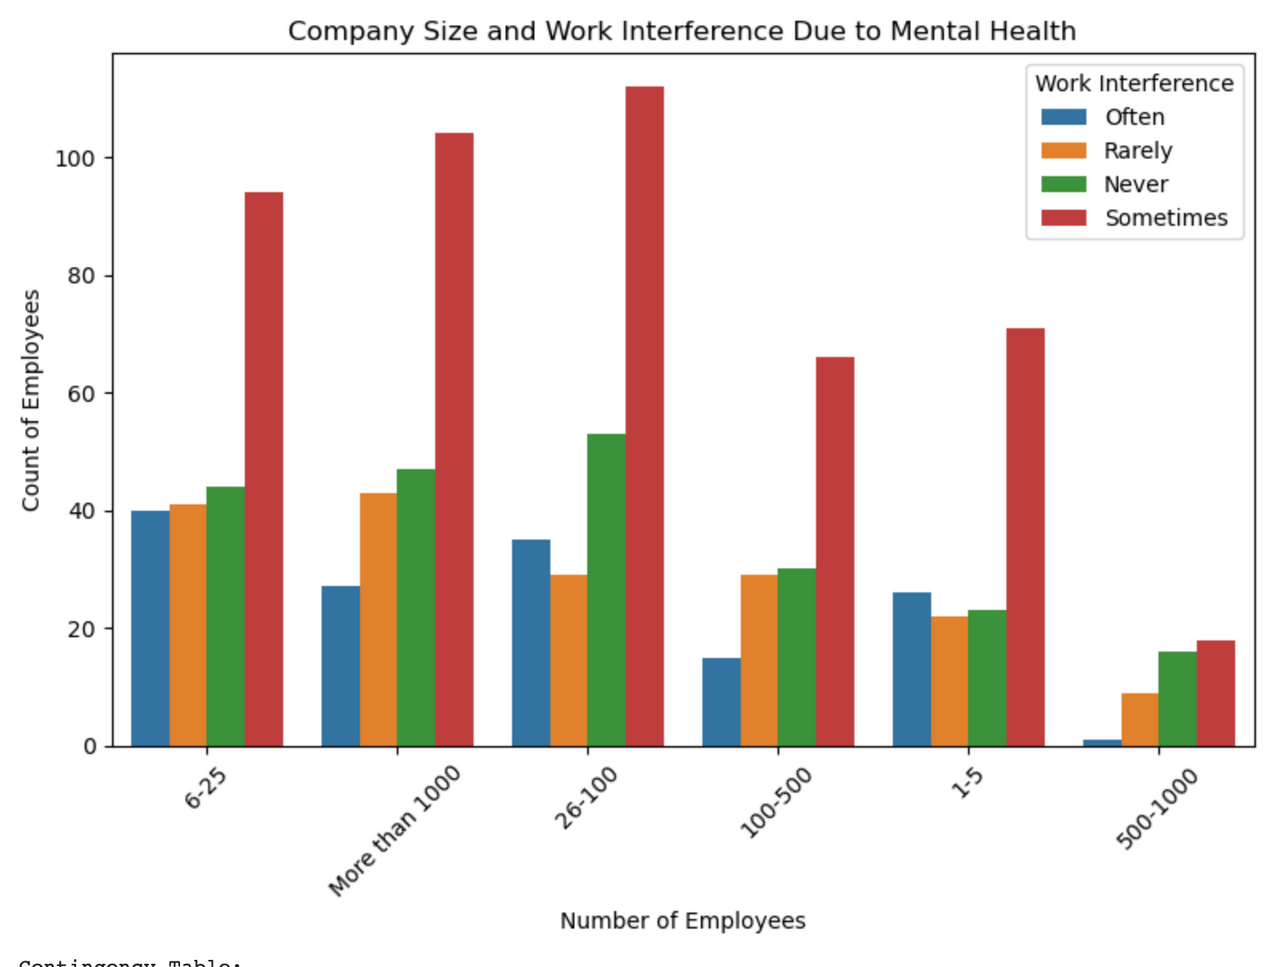 Company Size and Work Interference Due to Mental Health
Work Interference
Often
Rarely
Never
Sometimes
Count of Employees
100
80
60
40
20
0
6-25
More than 1000
26-100
100-500
1-5
500-1000
Number of Employees
Contingency Table: